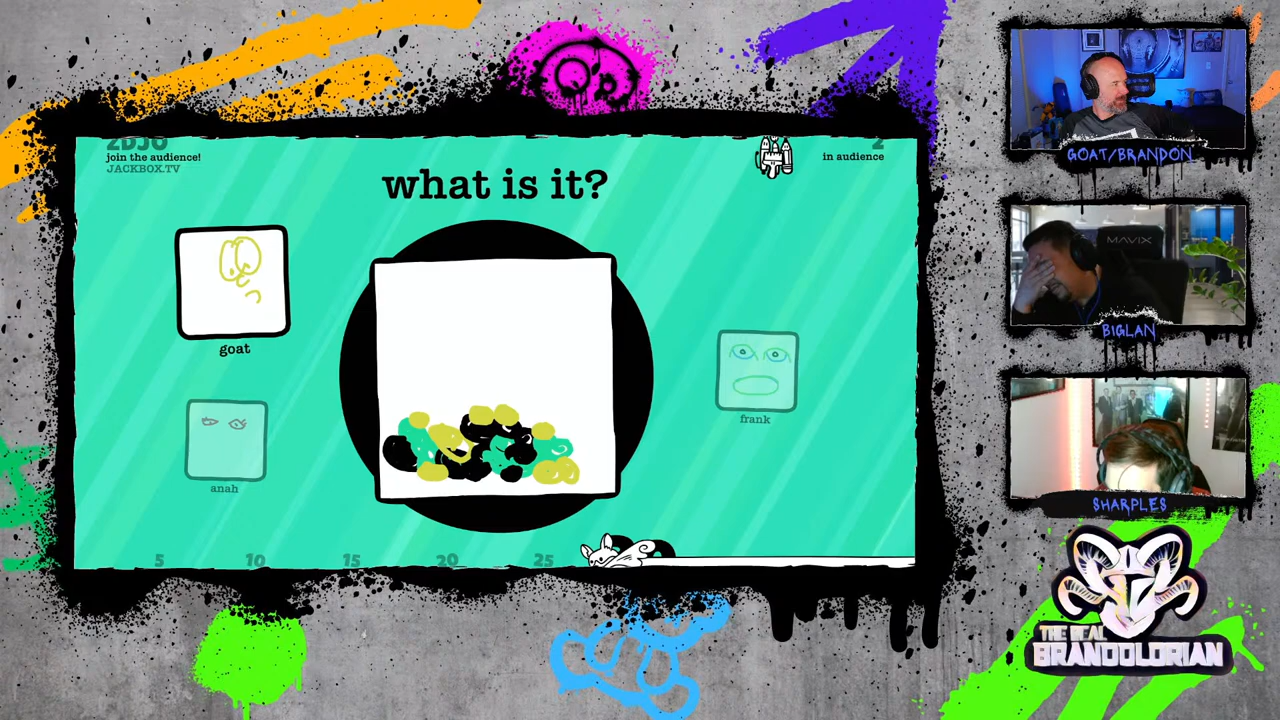 2DJO
join the audience!
JACKBOX.TV
what is it?
2
in audience
goat
anah
frank
5
10
15
20
25
GOAT/BRANDON
MAVIX
BIGLAN
SHARPLES
THE REAL
BRANDOLORIAN